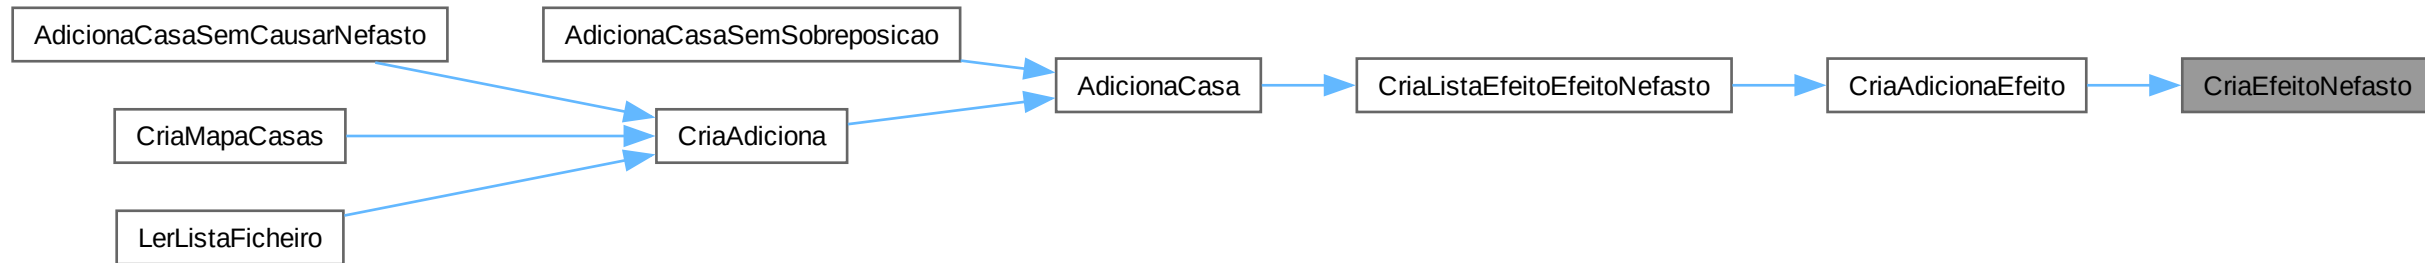 AdicionaCasaSemCausarNefasto
AdicionaCasaSemSobreposicao
AdicionaCasa
CriaListaEfeitoEfeitoNefasto
CriaAdicionaEfeito
CriaEfeitoNefasto
CriaMapaCasas
CriaAdiciona
LerListaFicheiro